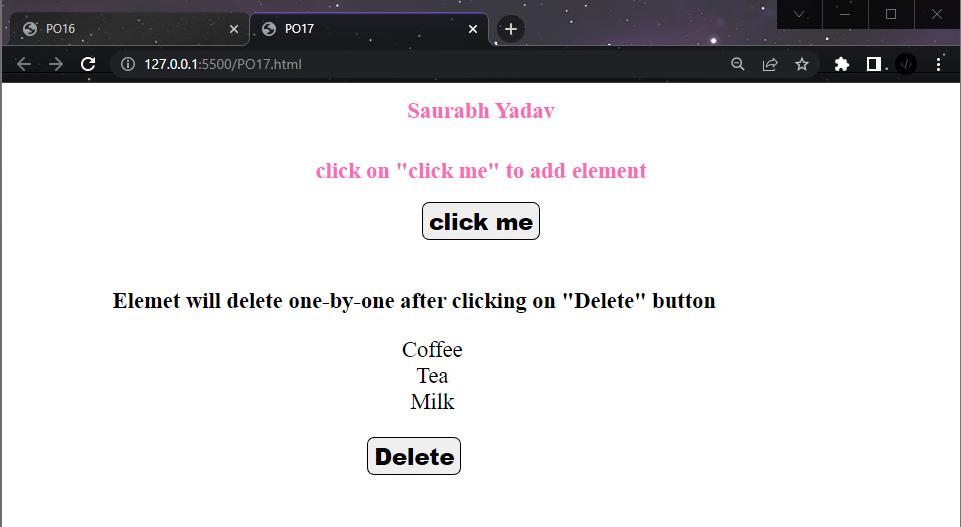 PO16
PO17
127.0.0.1:5500/PO17.html
Saurabh Yadav
click on "click me" to add element
click me
Elemet will delete one-by-one after clicking on "Delete" button
Coffee
Tea
Milk
Delete